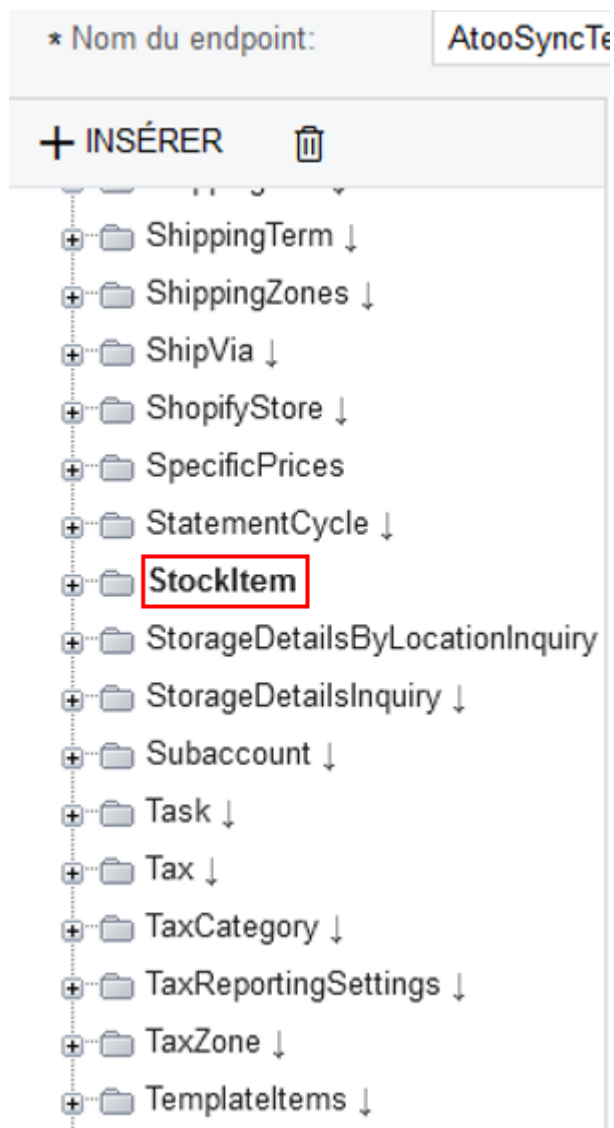 * Nom du endpoint: AtooSyncTe
+ INSÉRER
ShippingTerm ↓
ShippingZones ↓
ShipVia ↓
ShopifyStore ↓
SpecificPrices
StatementCycle ↓
StockItem
StorageDetailsByLocationInquiry
StorageDetailsInquiry ↓
Subaccount ↓
Task ↓
Tax ↓
TaxCategory ↓
TaxReportingSettings ↓
TaxZone ↓
TemplateItems ↓